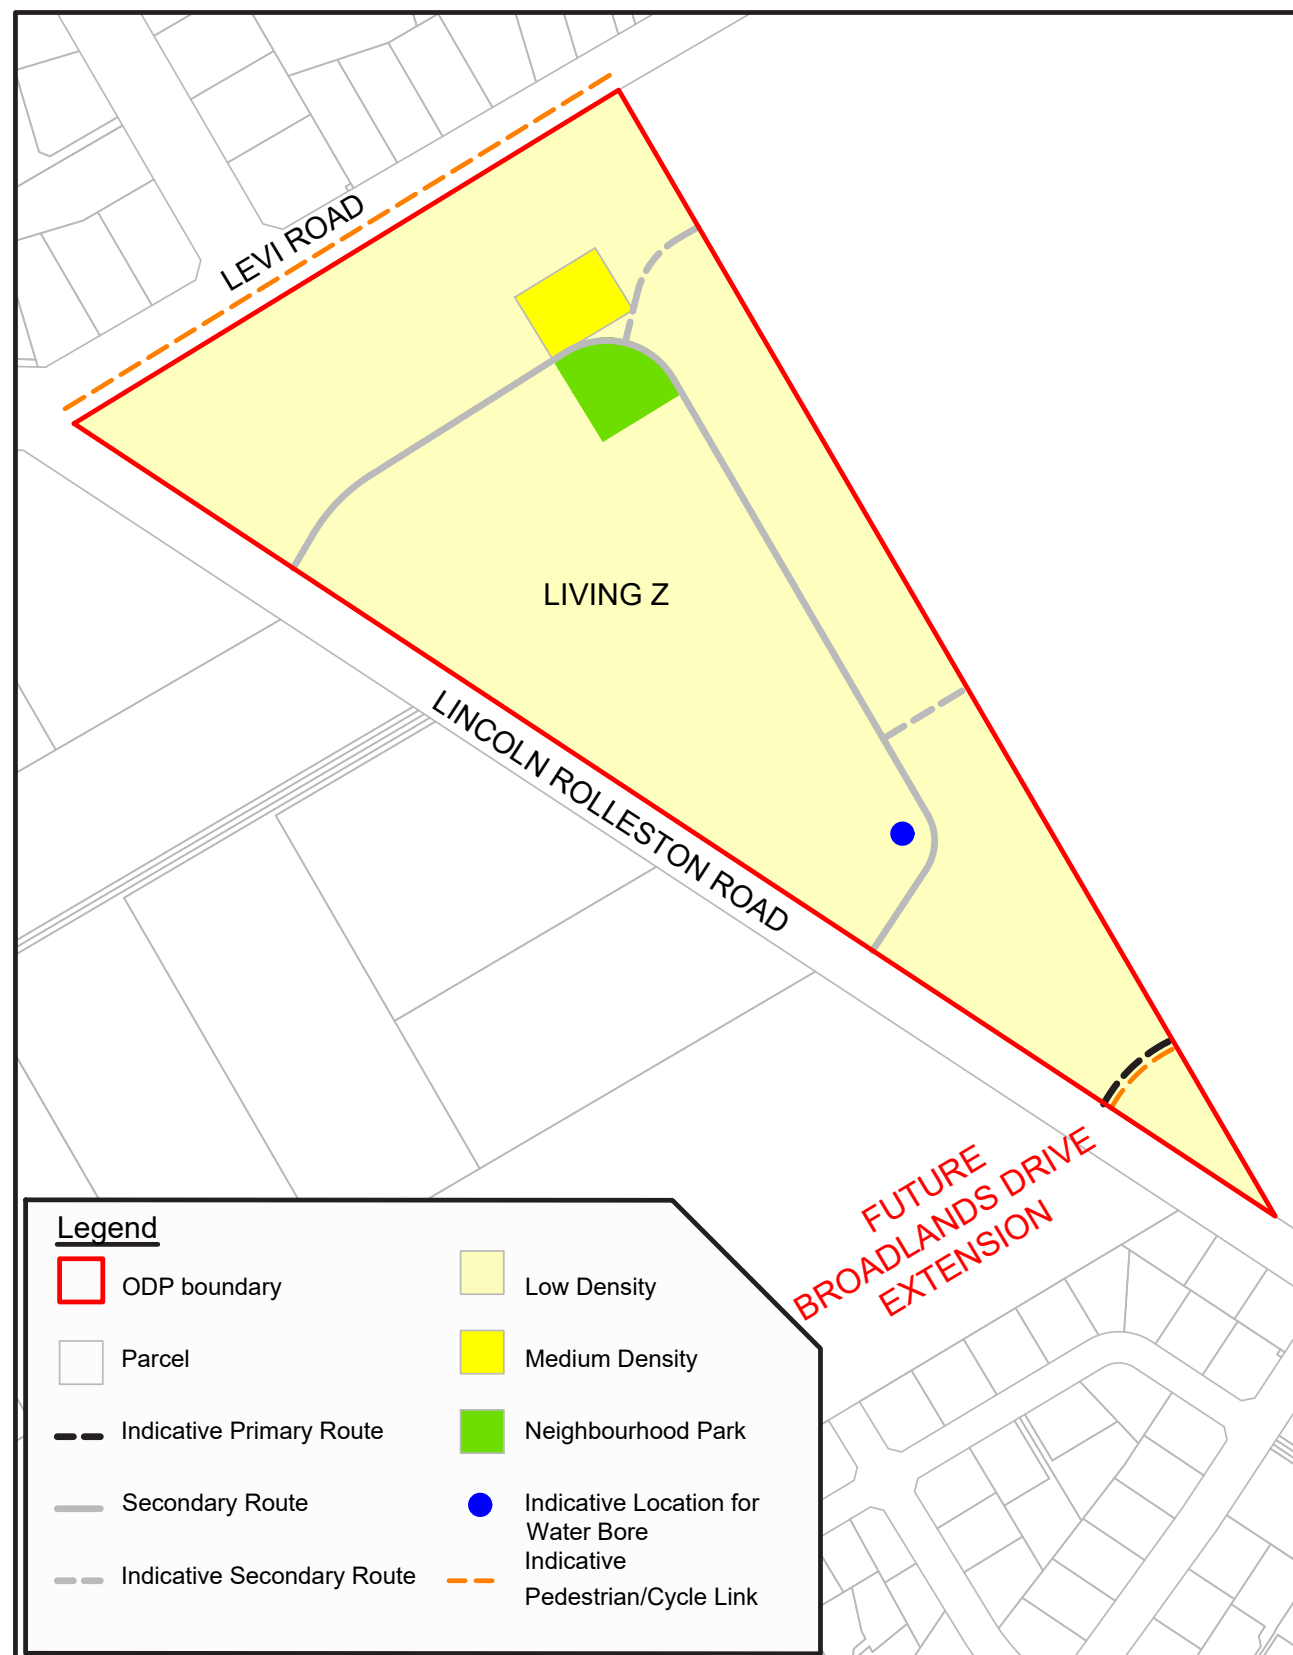 LEVI ROAD
LIVING Z
LINCOLN ROLLESTON ROAD
FUTURE
BROADLANDS DRIVE
EXTENSION
Legend
ODP boundary
Parcel
Indicative Primary Route
Secondary Route
Indicative Secondary Route
Low Density
Medium Density
Neighbourhood Park
Indicative Location for
Water Bore
Indicative
Pedestrian/Cycle Link